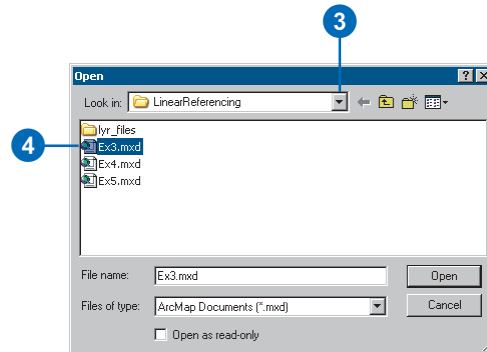 3
Open
Look in: LinearReferencing
lyr_files
4
Ex3.mxd
Ex4.mxd
Ex5.mxd
File name: Ex3.mxd Open
Files of type: ArcMap Documents (*.mxd) Cancel
Open as read-only